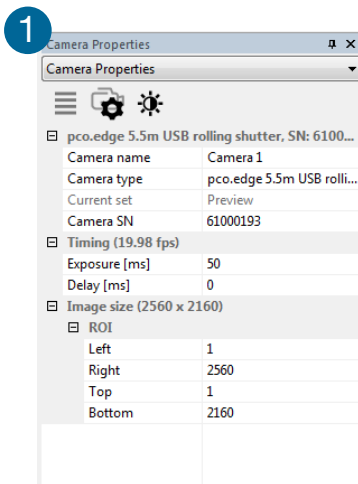 1
Camera Properties
Camera Properties
pco.edge 5.5m USB rolling shutter, SN: 6100...
Camera name Camera 1
Camera type pco.edge 5.5m USB rolli...
Current set Preview
Camera SN 61000193
Timing (19.98 fps)
Exposure [ms] 50
Delay [ms] 0
Image size (2560 x 2160)
ROI
Left 1
Right 2560
Top 1
Bottom 2160